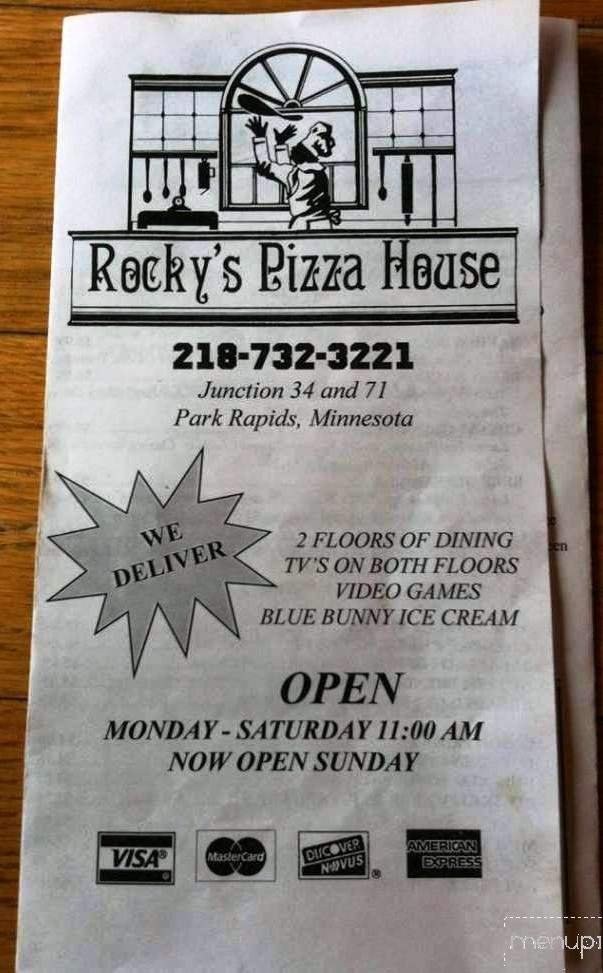 Rocky's Pizza House
218-732-3221
Junction 34 and 71
Park Rapids, Minnesota
WE
DELIVER
2 FLOORS OF DINING
TV'S ON BOTH FLOORS
VIDEO GAMES
BLUE BUNNY ICE CREAM
OPEN
MONDAY - SATURDAY 11:00 AM
NOW OPEN SUNDAY
VISA®
MasterCard
DISCOVER
NOVUS ®
AMERICAN
EXPRESS